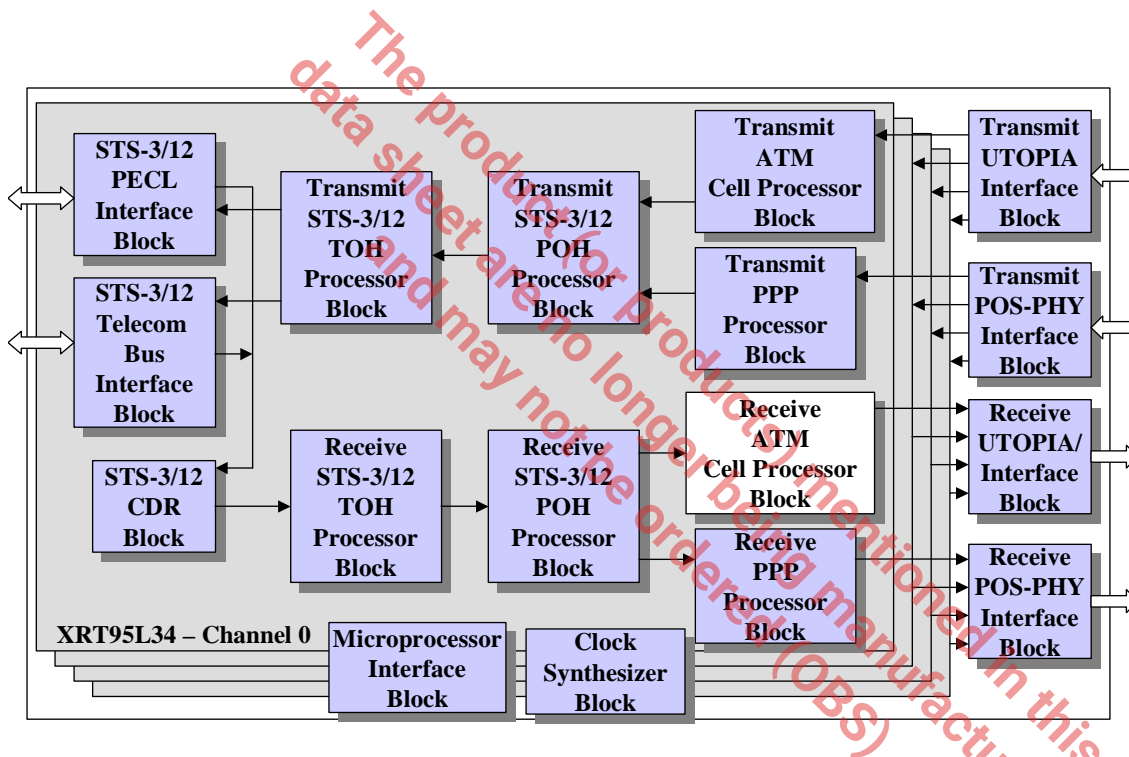 STS-3/12
PECL
Interface
Block
Transmit
STS-3/12
TOH
Processor
Block
Transmit
STS-3/12
POH
Processor
Block
Transmit
ATM
Cell Processor
Block
Transmit
UTOPIA
Interface
Block
STS-3/12
Telecom
Bus
Interface
Block
Transmit
PPP
Processor
Block
Transmit
POS-PHY
Interface
Block
STS-3/12
CDR
Block
Receive
STS-3/12
TOH
Processor
Block
Receive
STS-3/12
POH
Processor
Block
Receive
ATM
Cell Processor
Block
Receive
UTOPIA/
Interface
Block
Receive
PPP
Processor
Block
Receive
POS-PHY
Interface
Block
XRT95L34 – Channel 0
Microprocessor
Interface
Block
Clock
Synthesizer
Block
The product (or products) mentioned in this
data sheet are no longer being manufactu
and may not be ordered (OBS)